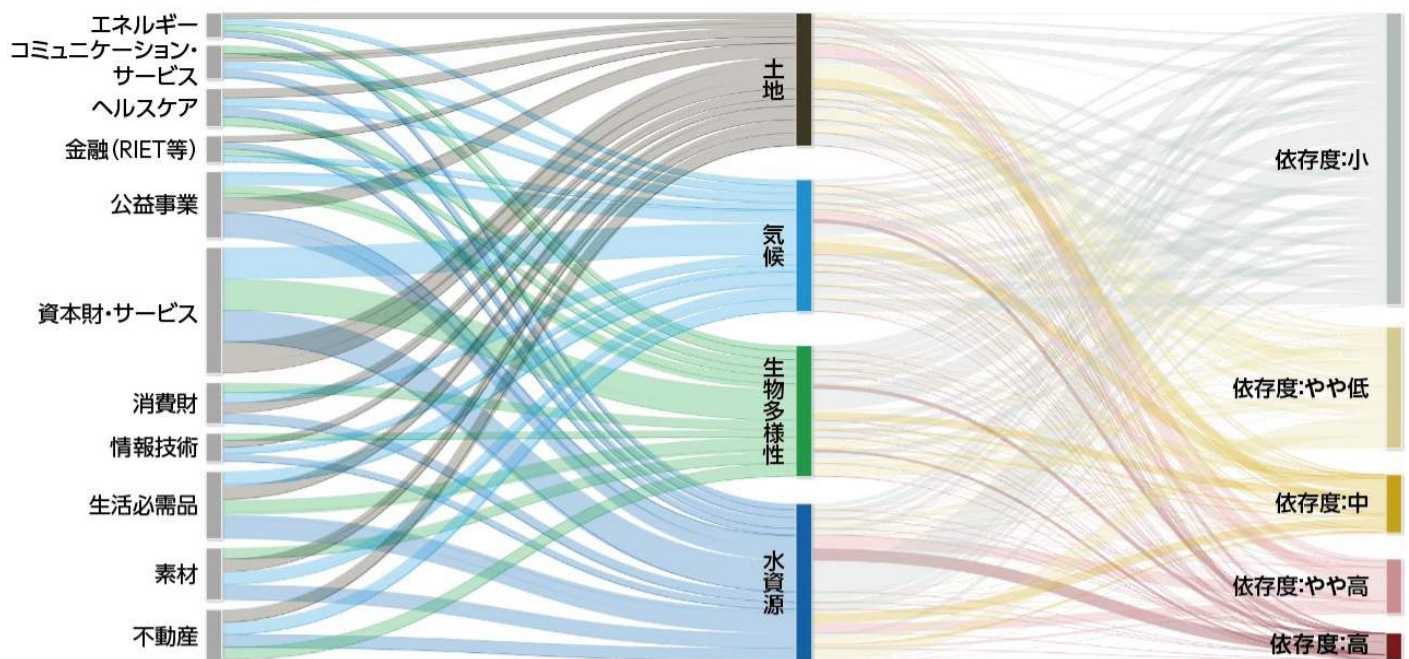 エネルギー
コミュニケーション・
サービス
ヘルスケア
金融(RIET等)
公益事業
資本財・サービス
消費財
情報技術
生活必需品
素材
不動産
土地
気候
生物多様性
水資源
依存度:小
依存度:やや低
依存度:中
依存度:やや高
依存度:高